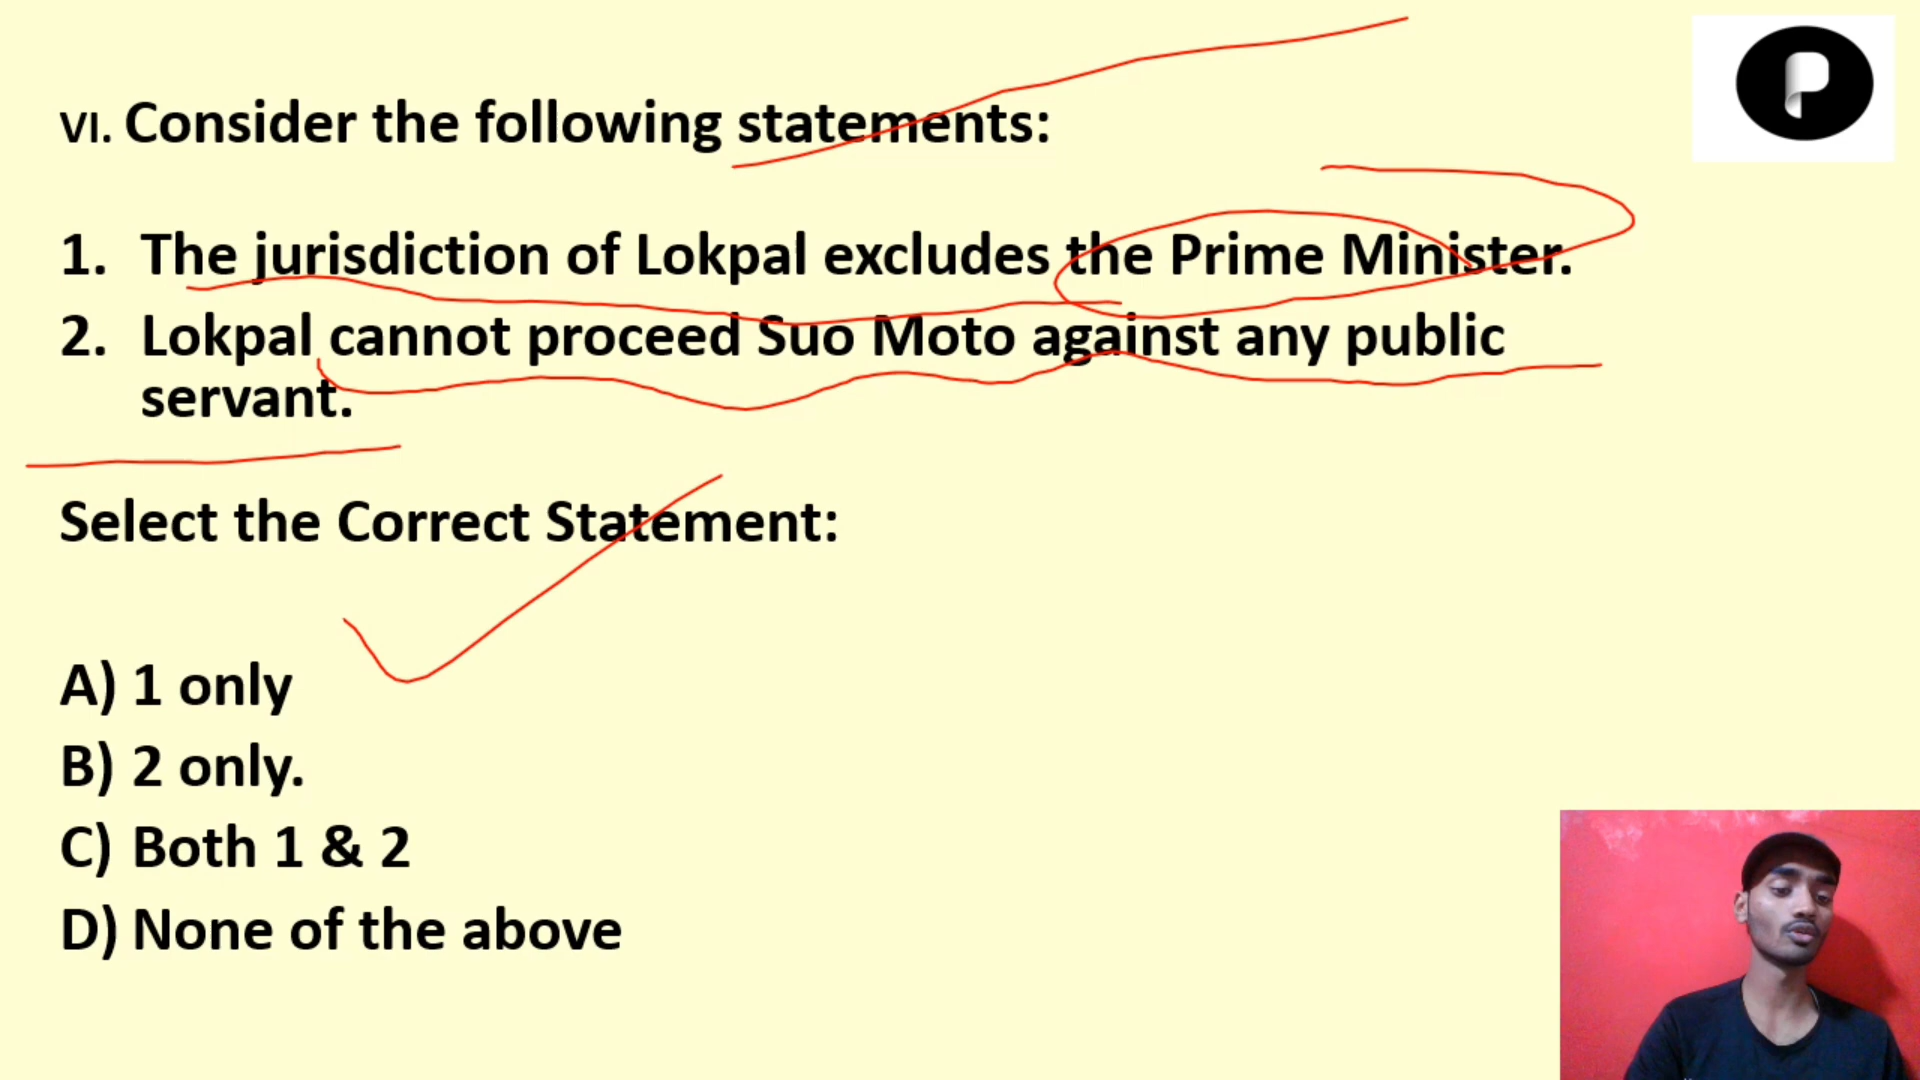 VI. Consider the following statements:
1. The jurisdiction of Lokpal excludes the Prime Minister.
2. Lokpal cannot proceed Suo Moto against any public
servant.
Select the Correct Statement:
A) 1 only
B) 2 only.
C) Both 1 & 2
D) None of the above
P